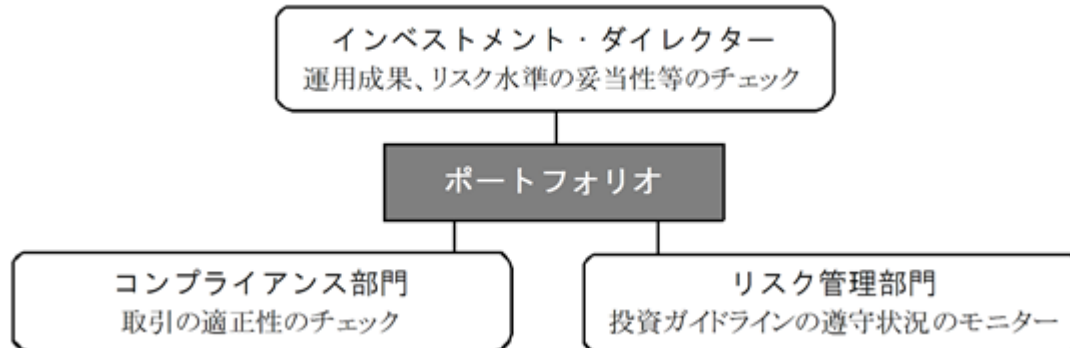 インベストメント・ダイレクター
運用成果、リスク水準の妥当性等のチェック
ポートフォリオ
コンプライアンス部門
取引の適正性のチェック
リスク管理部門
投資ガイドラインの遵守状況のモニター